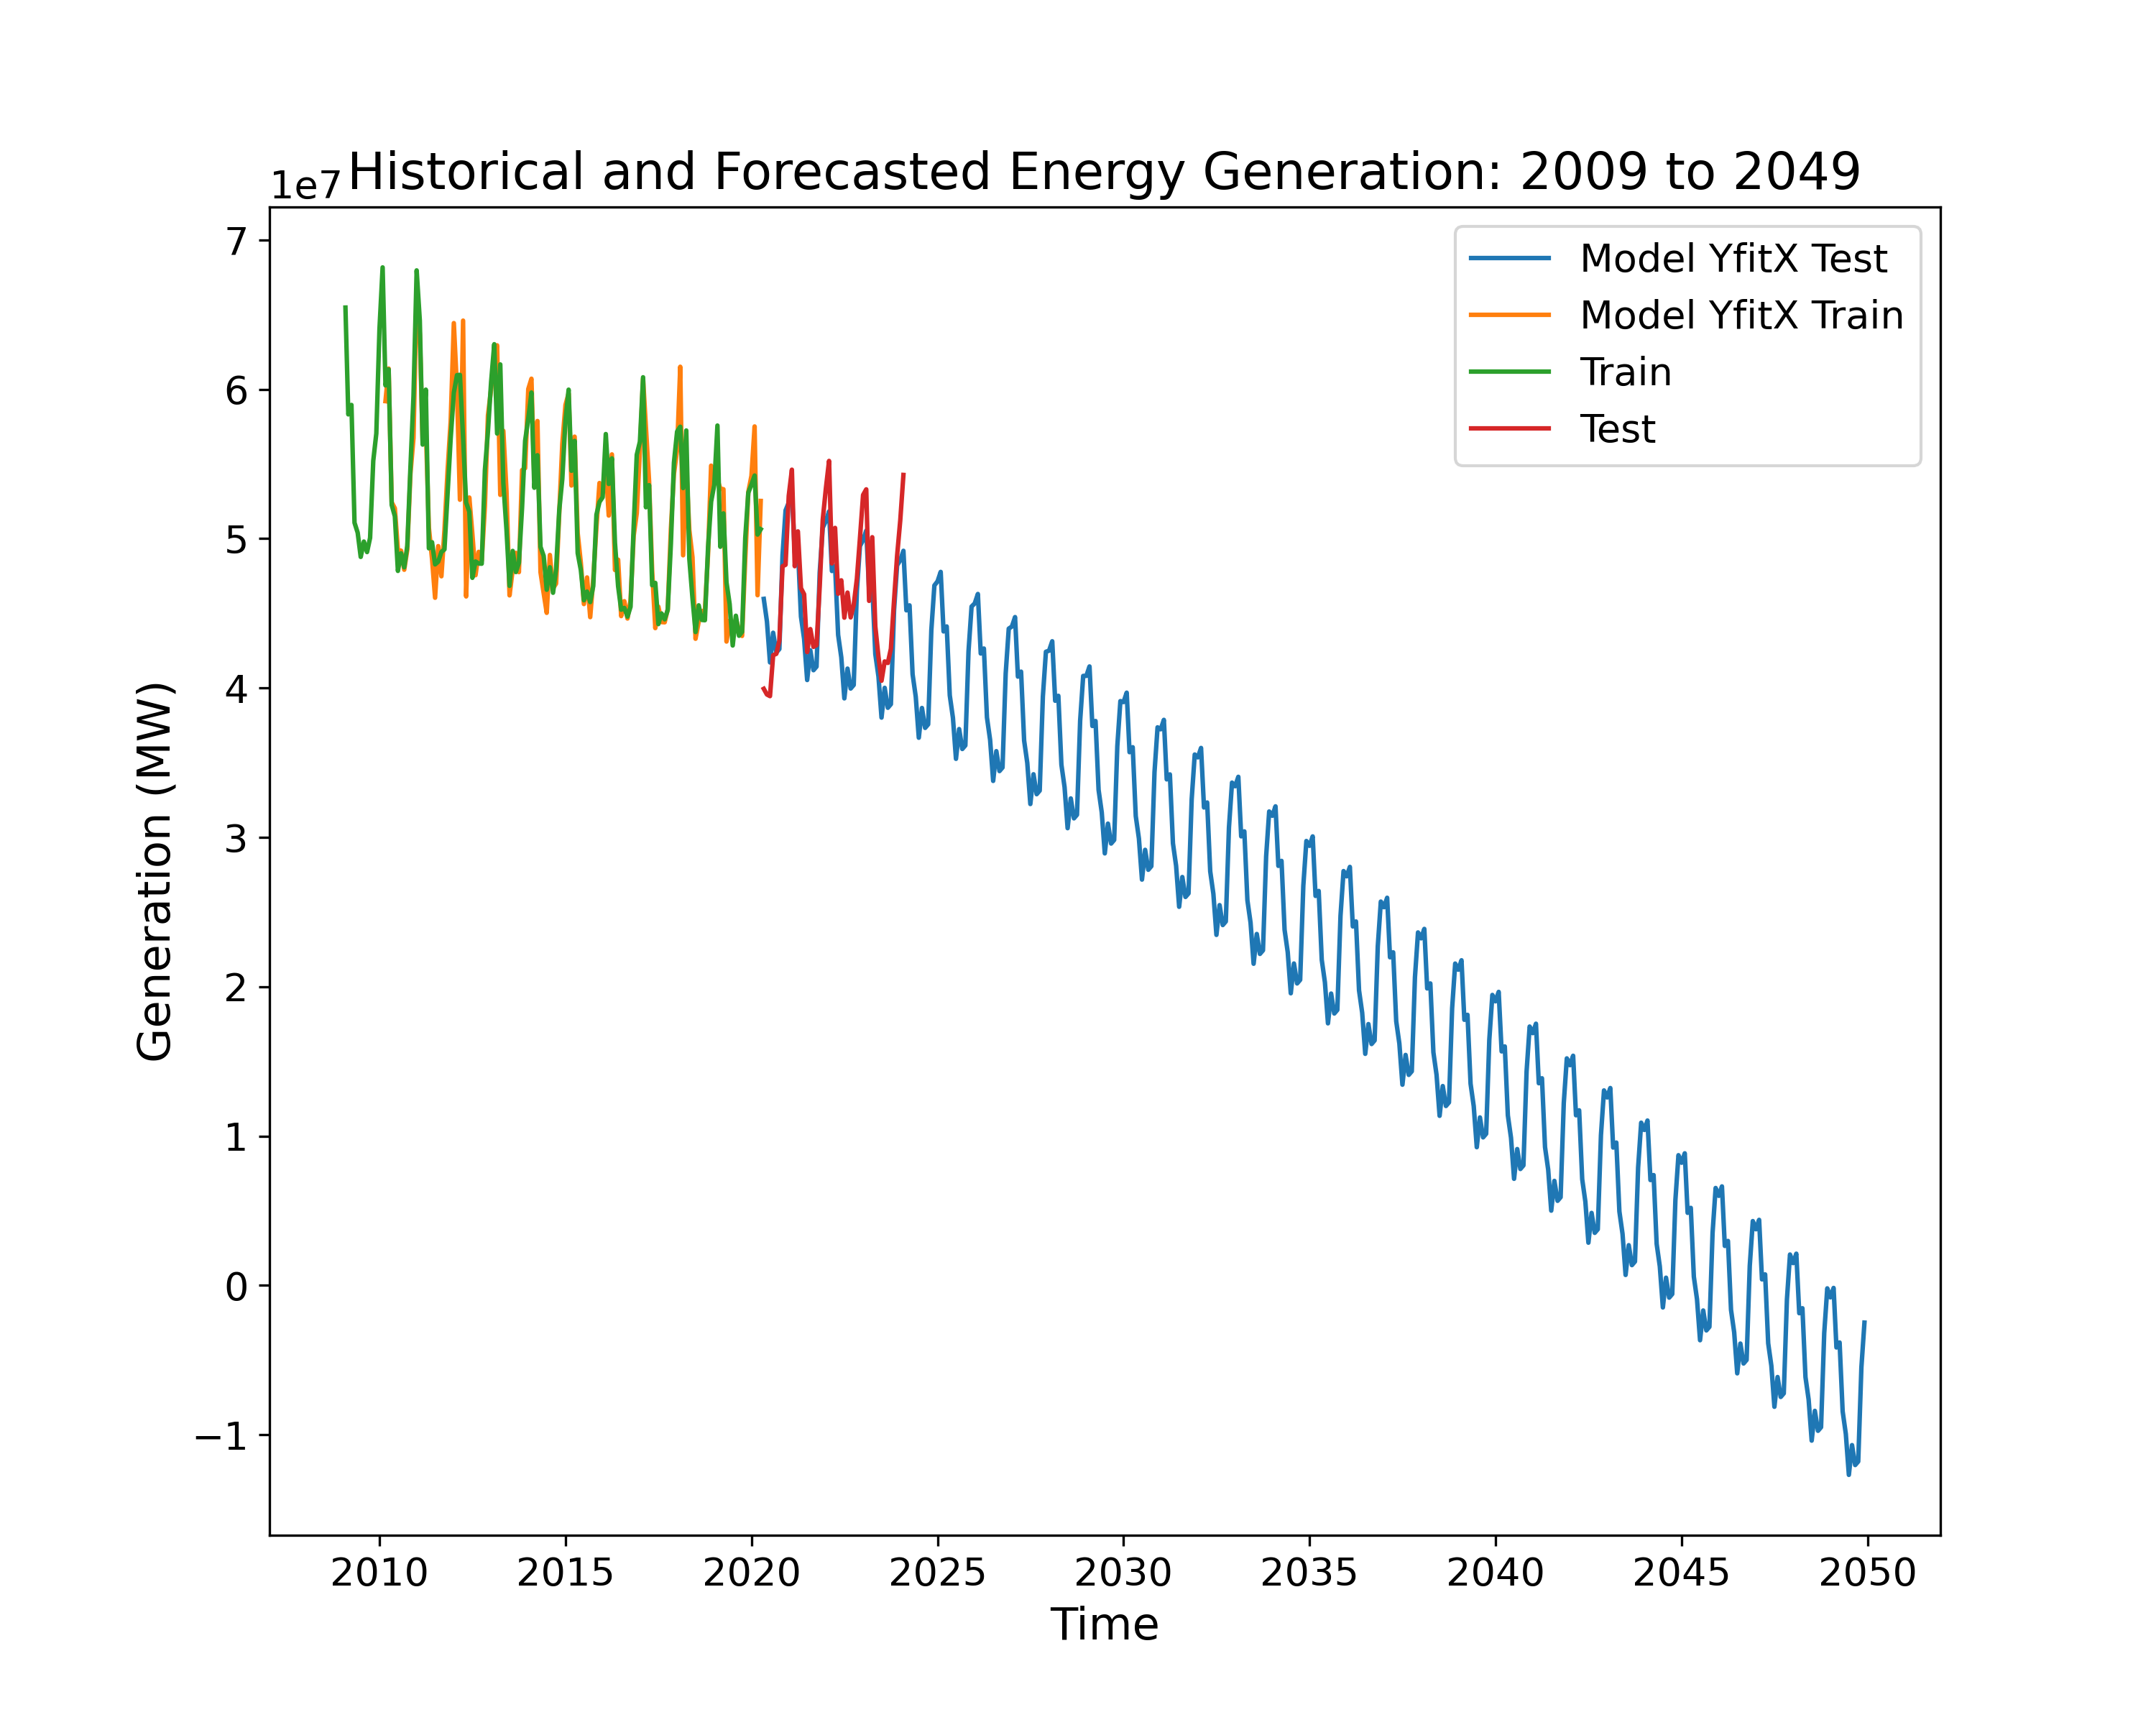 Historical and Forecasted Energy Generation: 2009 to 2049
1e7
Model YfitX Test
Model YfitX Train
Train
Test
7
6
5
4
3
2
1
0
−1
Generation (MW)
2010 2015 2020 2025 2030 2035 2040 2045 2050
Time